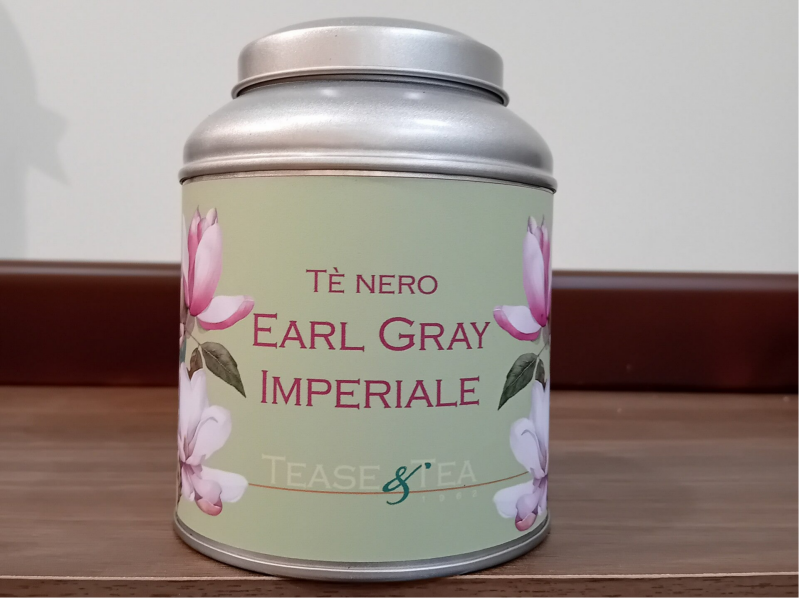 TÈ NERO
EARL GRAY
IMPERIALE
TEASE & TEA